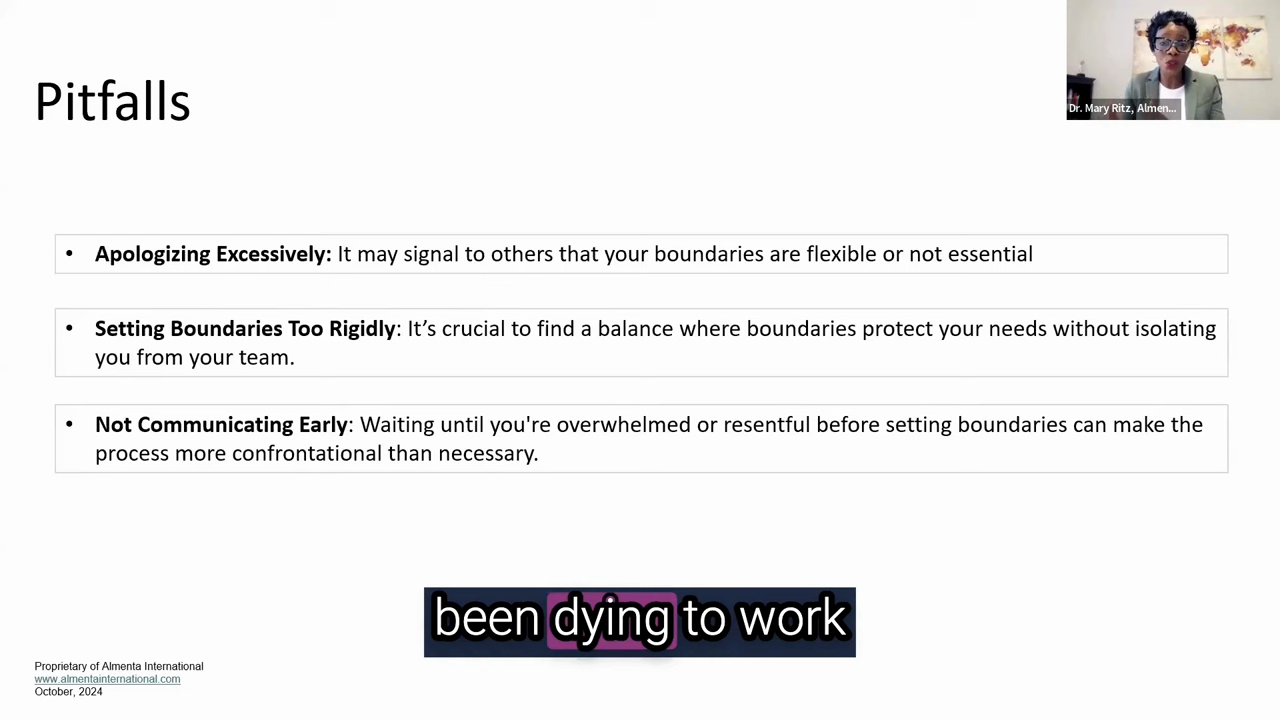 Pitfalls
Dr. Mary Ritz, Almen...
• Apologizing Excessively: It may signal to others that your boundaries are flexible or not essential
• Setting Boundaries Too Rigidly: It’s crucial to find a balance where boundaries protect your needs without isolating
you from your team.
• Not Communicating Early: Waiting until you're overwhelmed or resentful before setting boundaries can make the
process more confrontational than necessary.
been dying to work
Proprietary of Almenta International
www.almentainternational.com
October, 2024